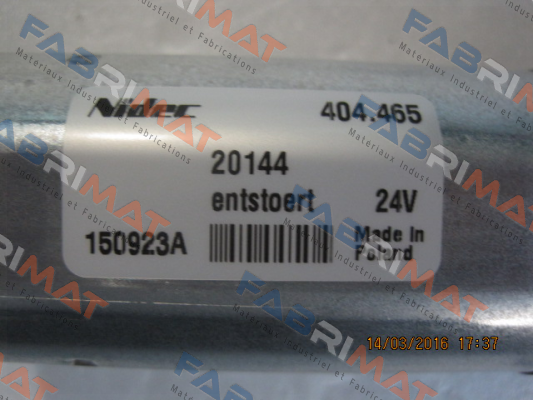 Nidec 404.465
20144
entstoert 24V
150923A Made in
Poland
14/03/2016 17:37
FABRIMAT
Materiaux Industriel et Fabrications